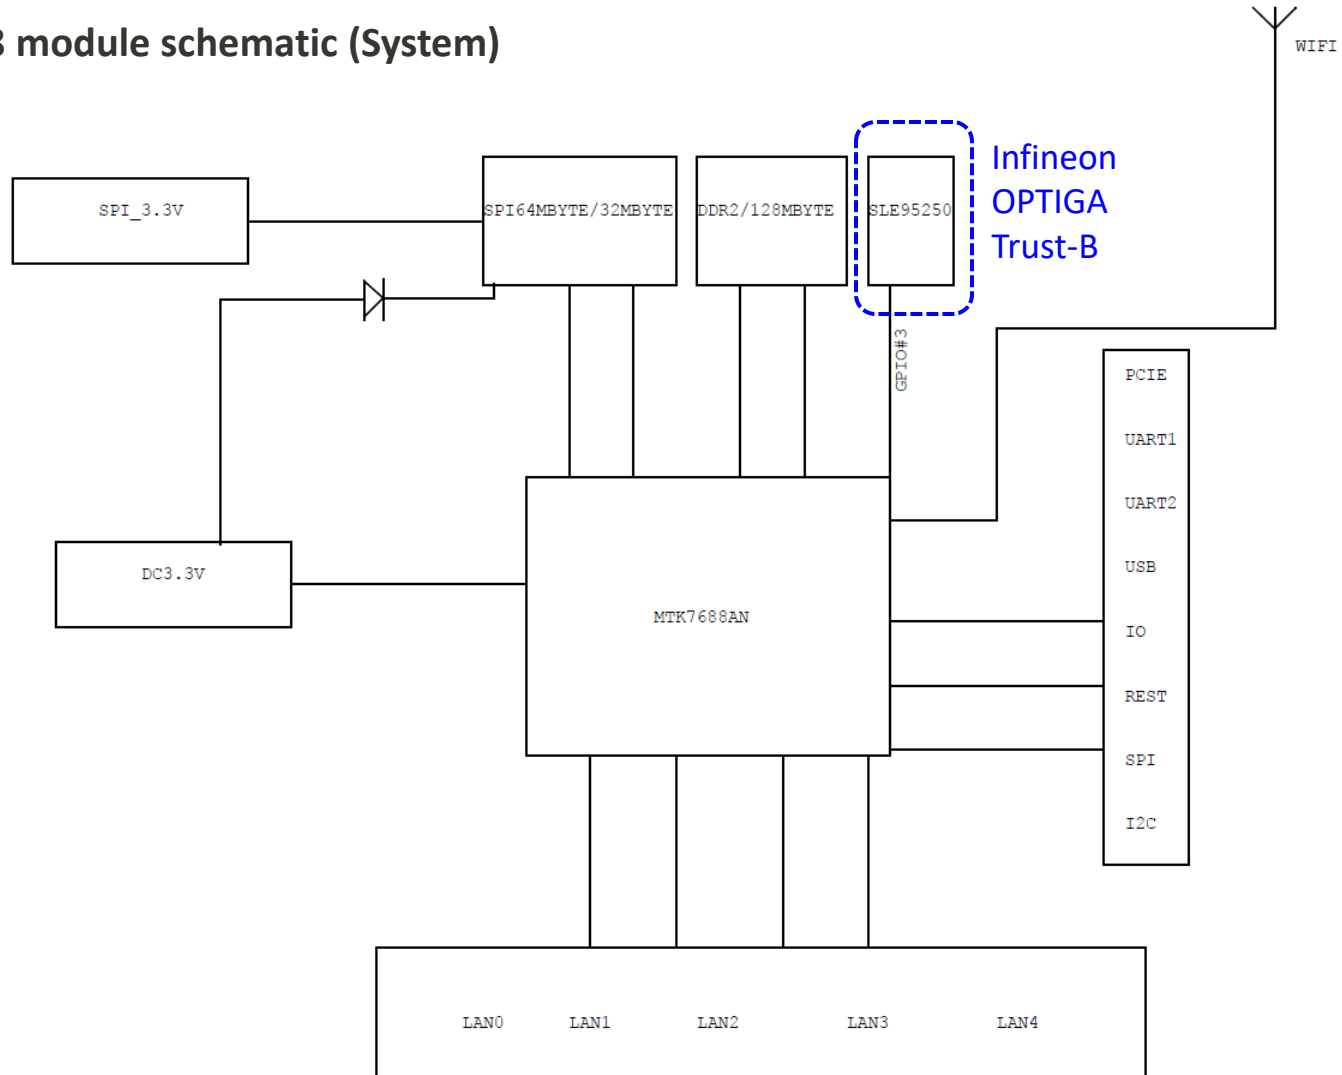 module schematic (System)
WIFI
Infineon
OPTIGA
Trust-B
SPI_3.3V
SPI64MBYTE/32MBYTE
DDR2/128MBYTE
SLE95250
GPIO#3
PCIE
UART1
UART2
USB
IO
REST
SPI
I2C
DC3.3V
MTK7688AN
LAN0 LAN1 LAN2 LAN3 LAN4